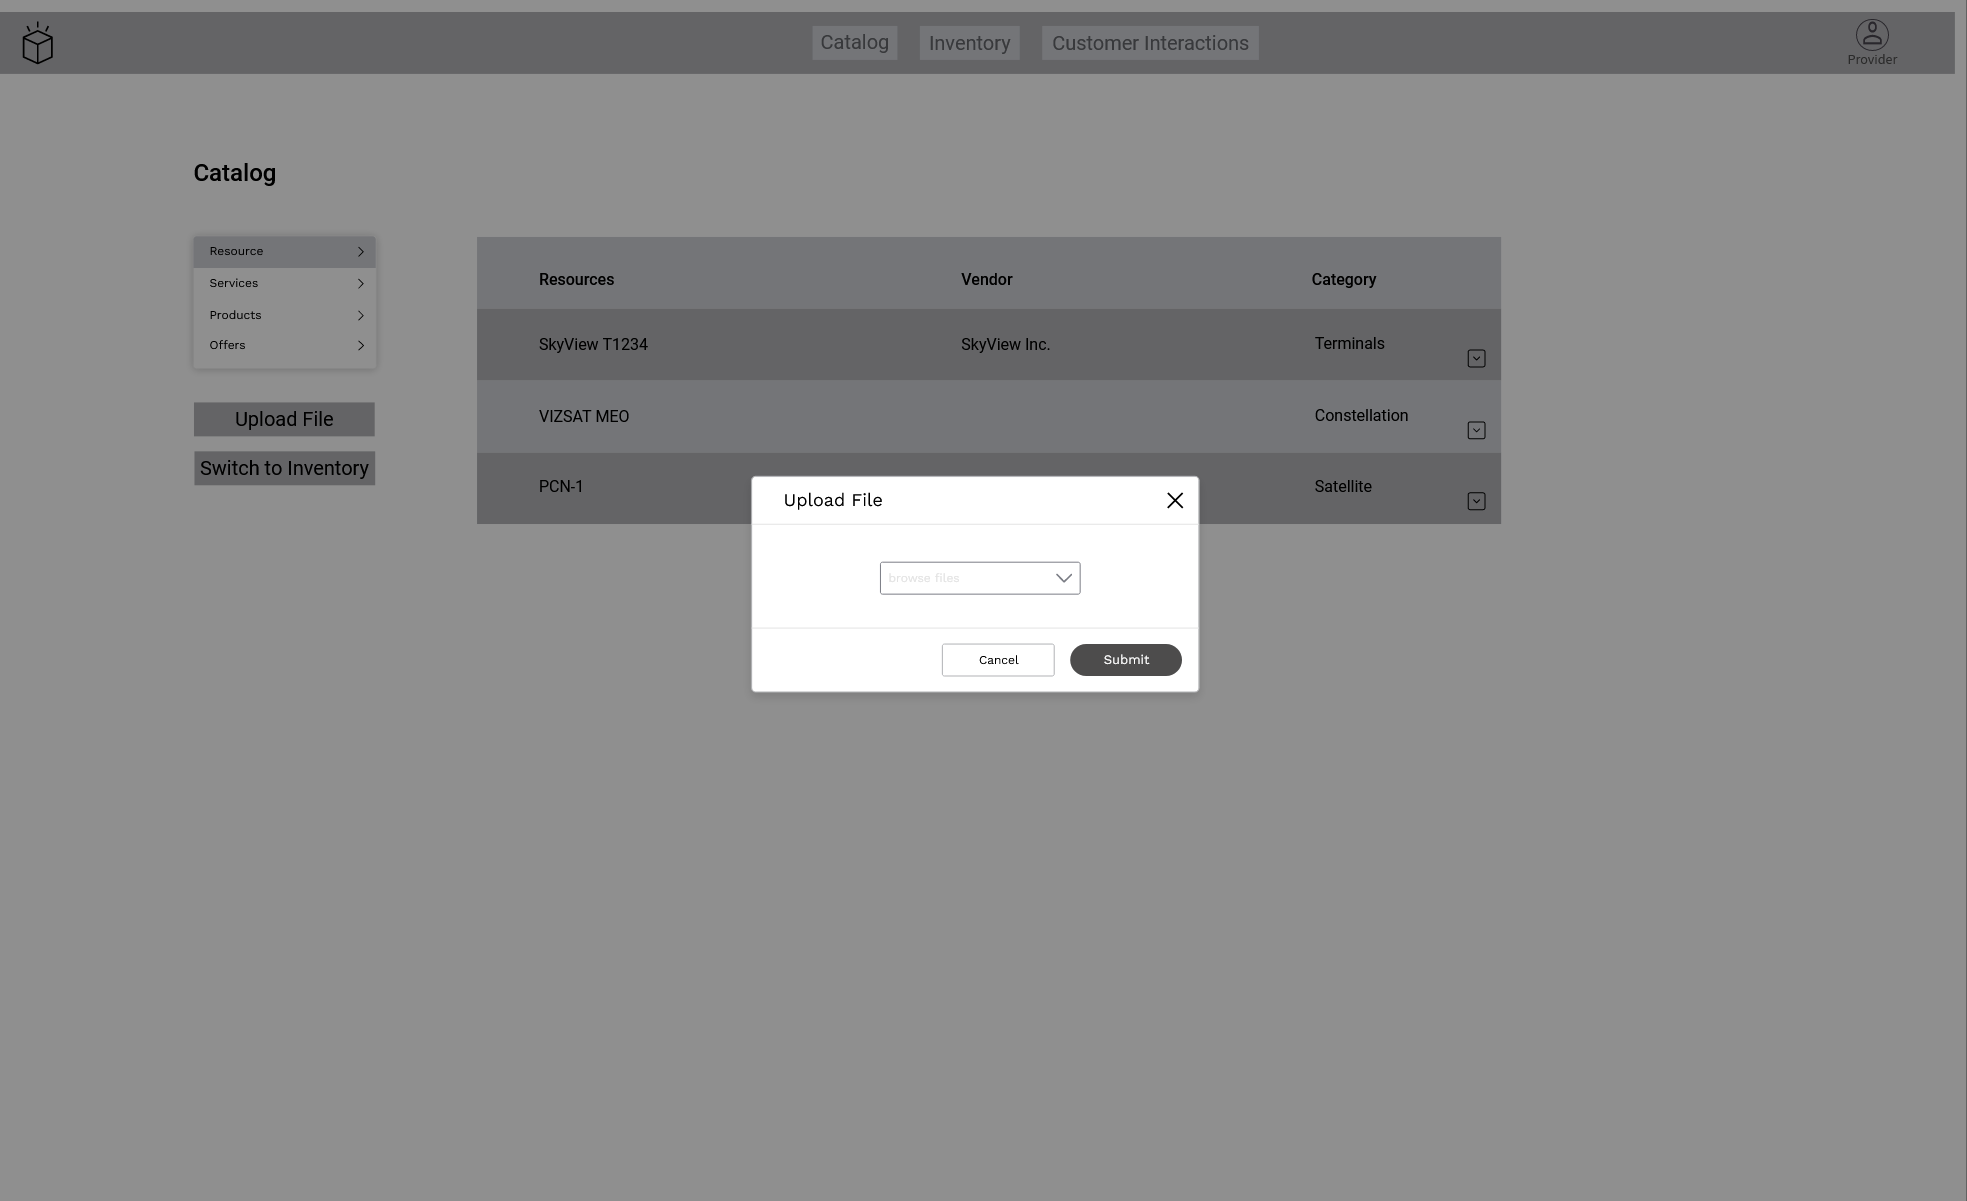 Catalog Inventory Customer Interactions
Provider
Catalog
Resource
Services
Products
Offers
Upload File
Switch to Inventory
Resources Vendor Category
SkyView T1234 SkyView Inc. Terminals
VIZSAT MEO Constellation
PCN-1 Satellite
Upload File
browse files
Cancel Submit